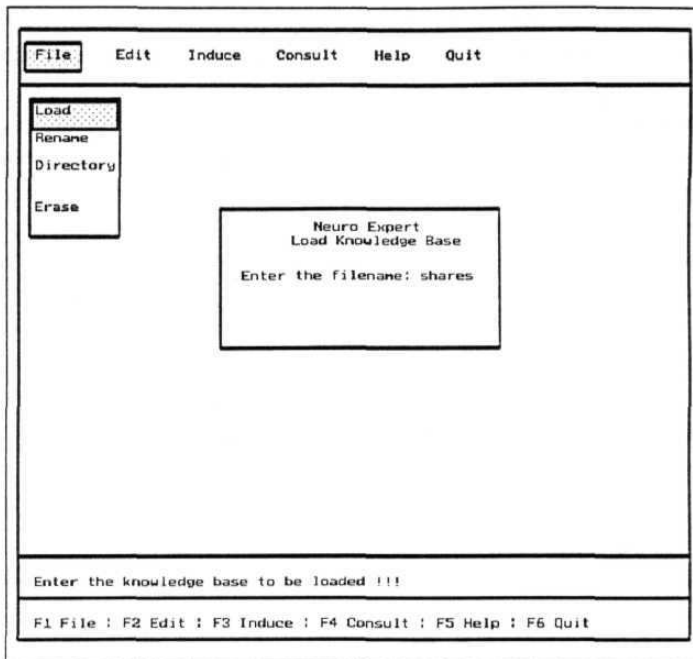 File Edit Induce Consult Help Quit
Load
Rename
Directory
Erase
Neuro Expert
Load Knowledge Base
Enter the filename: shares
Enter the knowledge base to be loaded !!!
F1 File : F2 Edit : F3 Induce : F4 Consult : F5 Help : F6 Quit